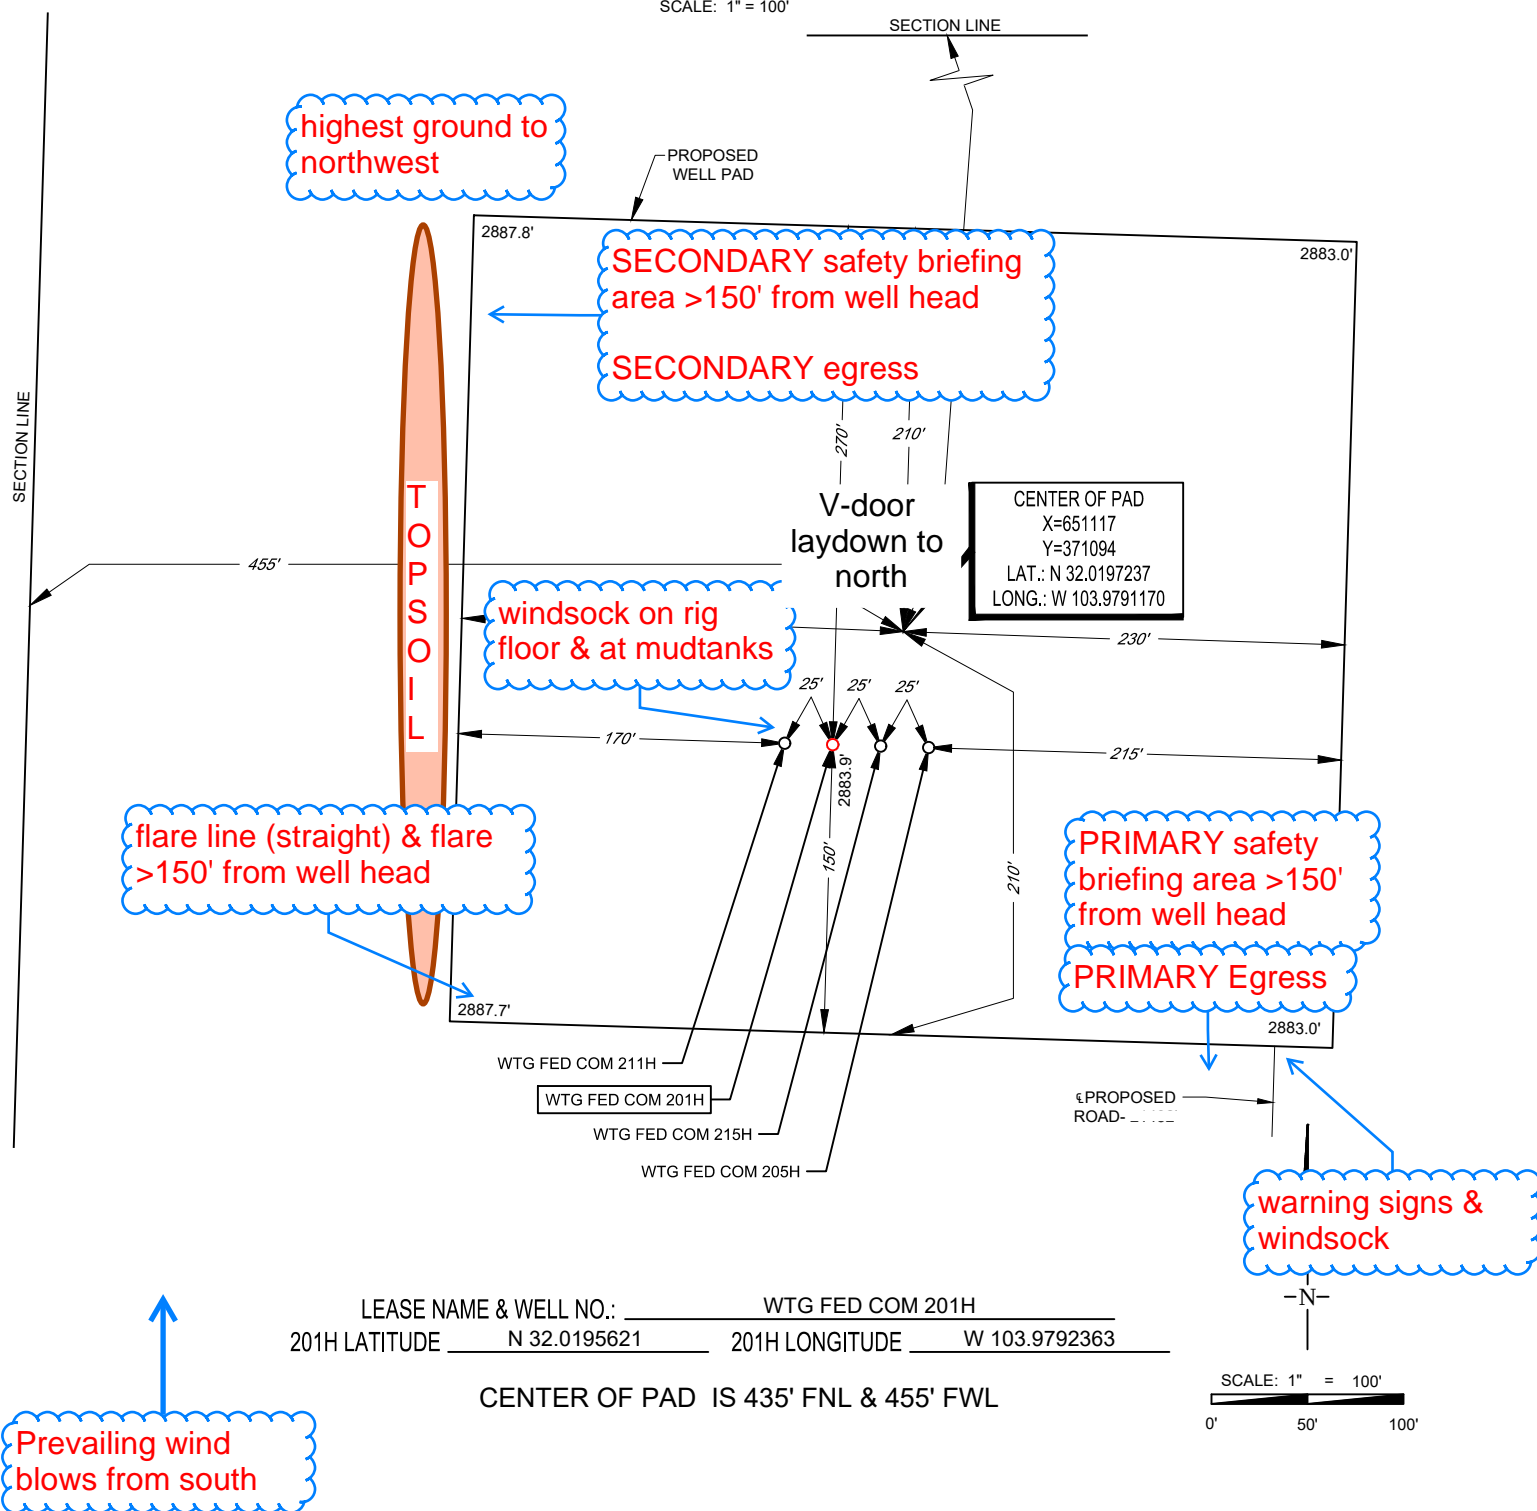 SCALE: 1" = 100'
SECTION LINE
highest ground to
northwest
PROPOSED
WELL PAD
2887.8'
2883.0'
SECONDARY safety briefing
area >150' from well head
SECONDARY egress
SECTION LINE
270'
210'
TOPSOIL
V-door
laydown to
north
CENTER OF PAD
X=651117
Y=371094
LAT.: N 32.0197237
LONG.: W 103.9791170
455'
windsock on rig
floor & at mudtanks
230'
25'
25'
25'
170'
215'
2883.9'
flare line (straight) & flare
>150' from well head
150'
210'
PRIMARY safety
briefing area >150'
from well head
PRIMARY Egress
2887.7'
2883.0'
WTG FED COM 211H
WTG FED COM 201H
WTG FED COM 215H
WTG FED COM 205H
℄PROPOSED
ROAD-
warning signs &
windsock
-N-
LEASE NAME & WELL NO.: WTG FED COM 201H
201H LATITUDE N 32.0195621 201H LONGITUDE W 103.9792363
CENTER OF PAD IS 435' FNL & 455' FWL
SCALE: 1" = 100'
0' 50' 100'
Prevailing wind
blows from south